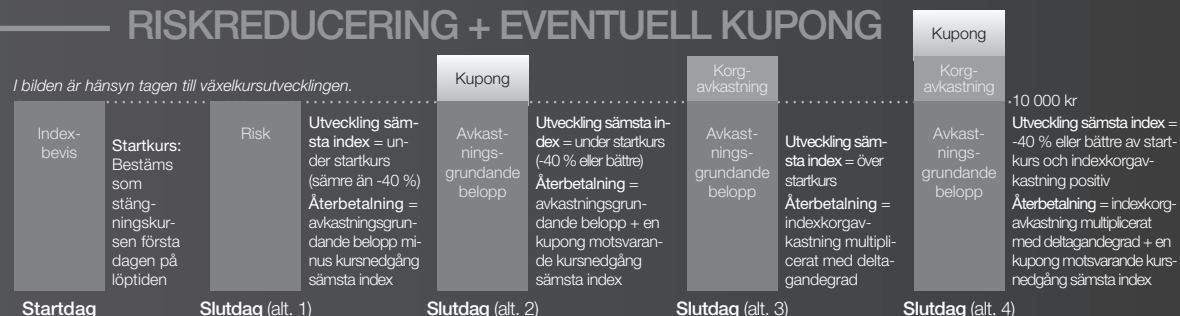 RISKREDUCERING + EVENTUELL KUPONG
I bilden är hänsyn tagen till växelkursutvecklingen.
Index-
bevis
Startkurs:
Bestäms
som
stäng-
ningskur-
sen första
dagen på
löptiden
Startdag
Risk
Utveckling säm-
sta index = un-
der startkurs
(sämre än -40 %)
Återbetalning =
avkastningsgrun-
dande belopp mi-
nus kursnedgång
sämsta index
Slutdag (alt. 1)
Kupong
Avkast-
nings-
grundande
belopp
Utveckling sämsta in-
dex = under startkurs
(-40 % eller bättre)
Återbetalning =
avkastningsgrun-
dande belopp + en
kupong motsvaran-
de kursnedgång
sämsta index
Slutdag (alt. 2)
Korg-
avkastning
Avkast-
nings-
grundande
belopp
Utveckling säm-
sta index = över
startkurs
Återbetalning =
indexkorgav-
kastning multipli-
cerat med delta-
gandegrad
Slutdag (alt. 3)
Kupong
Korg-
avkastning
Avkast-
nings-
grundande
belopp
10 000 kr
Utveckling sämsta index =
-40 % eller bättre av start-
kurs och indexkorgav-
kastning positiv
Återbetalning = indexkorg-
avkastning multiplicerat
med deltagandegrad + en
kupong motsvarande kurs-
nedgång sämsta index
Slutdag (alt. 4)